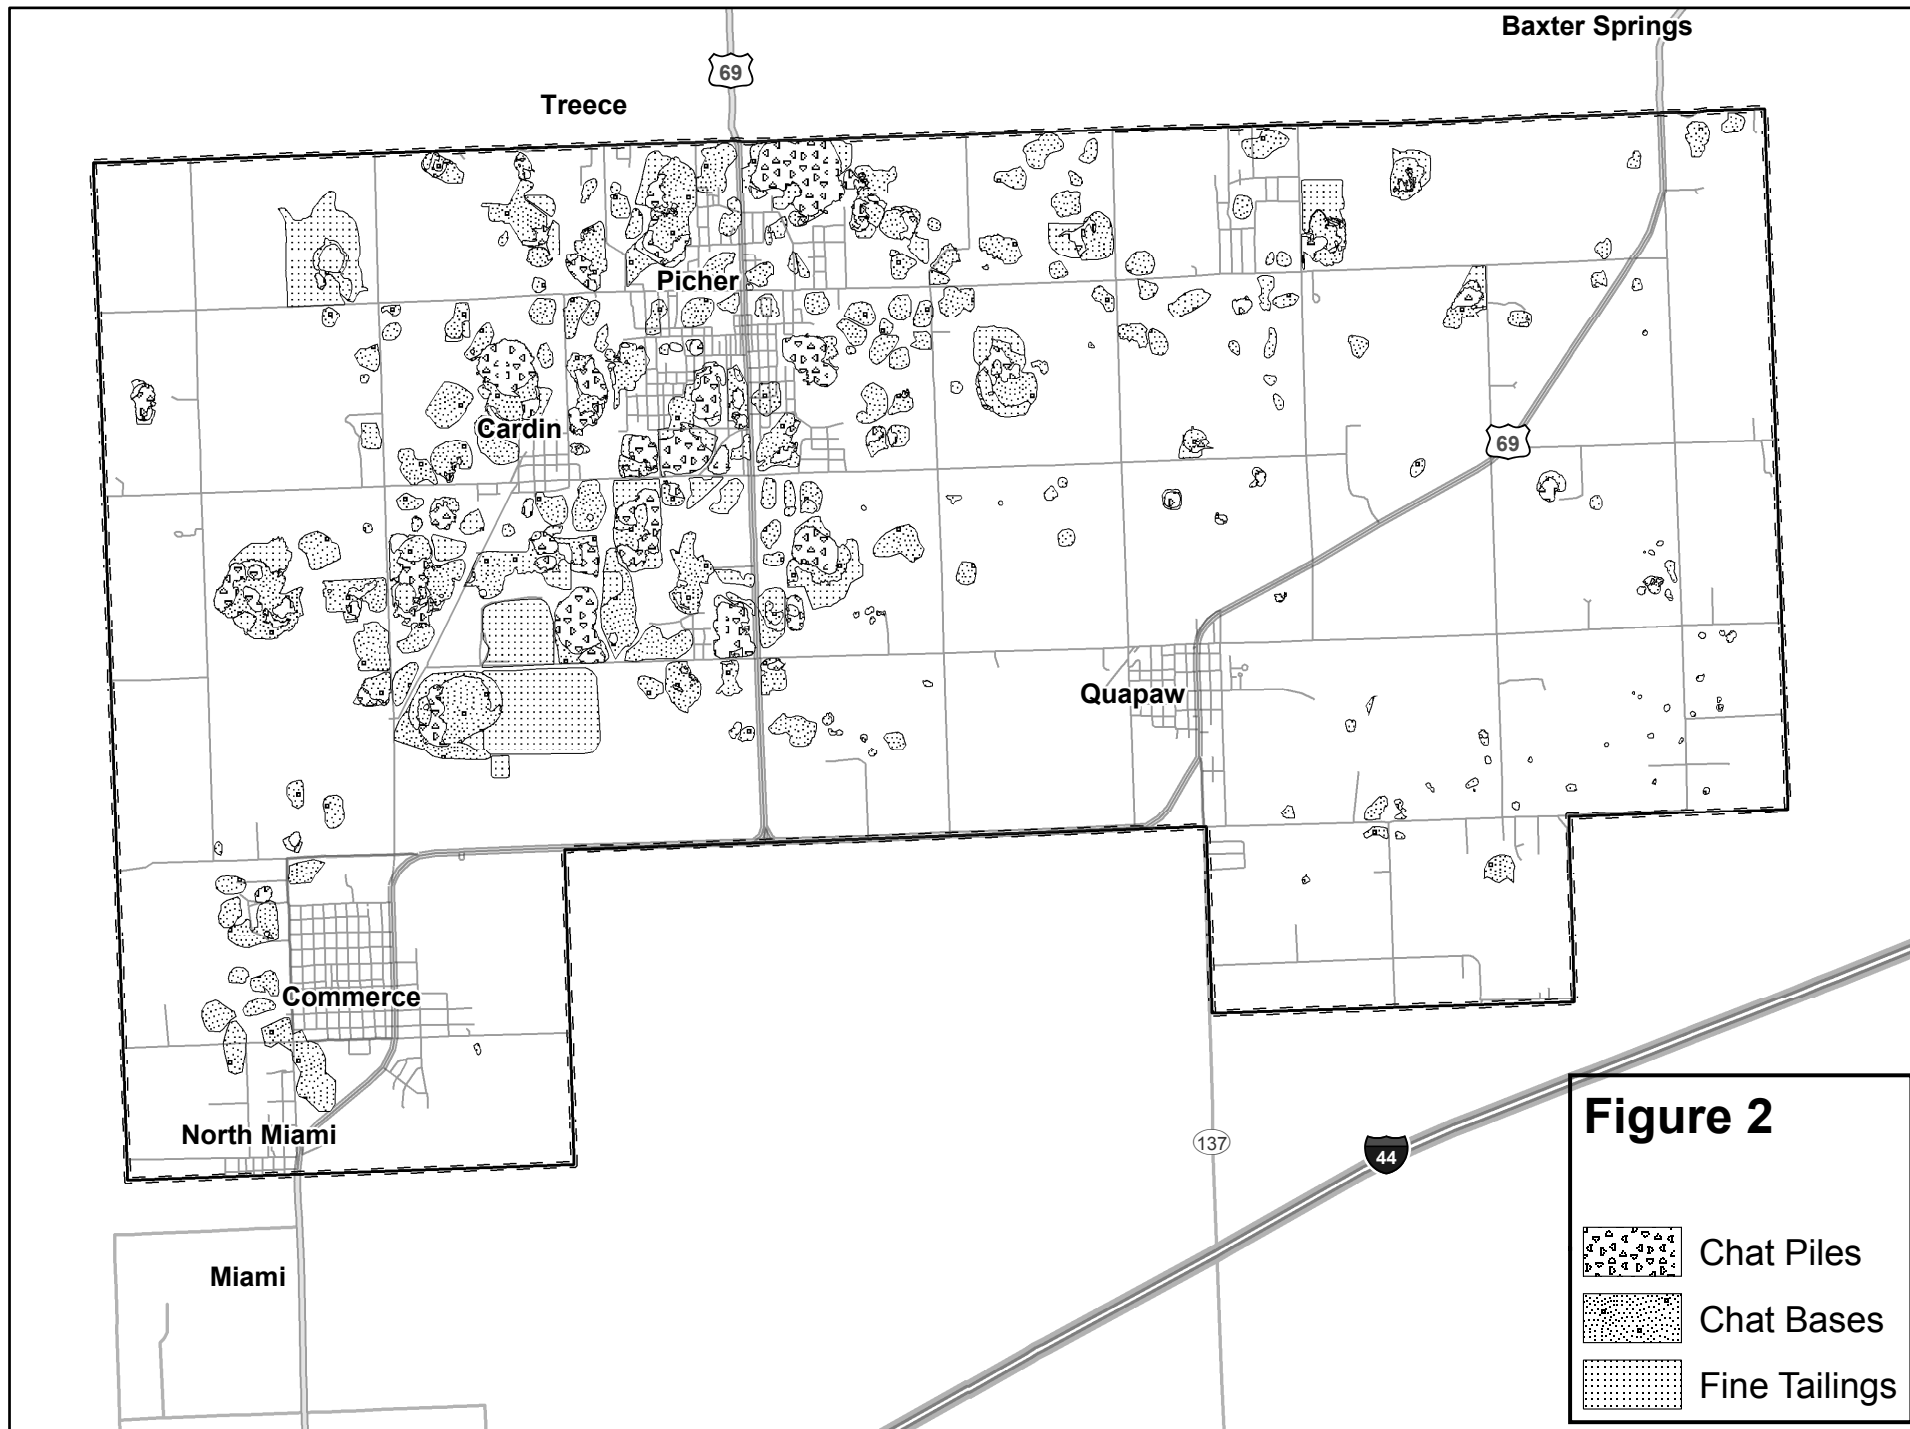 Baxter Springs
69
Treece
Picher
Cardin
69
Quapaw
Commerce
North Miami
137
44
Miami
Figure 2
Chat Piles
Chat Bases
Fine Tailings